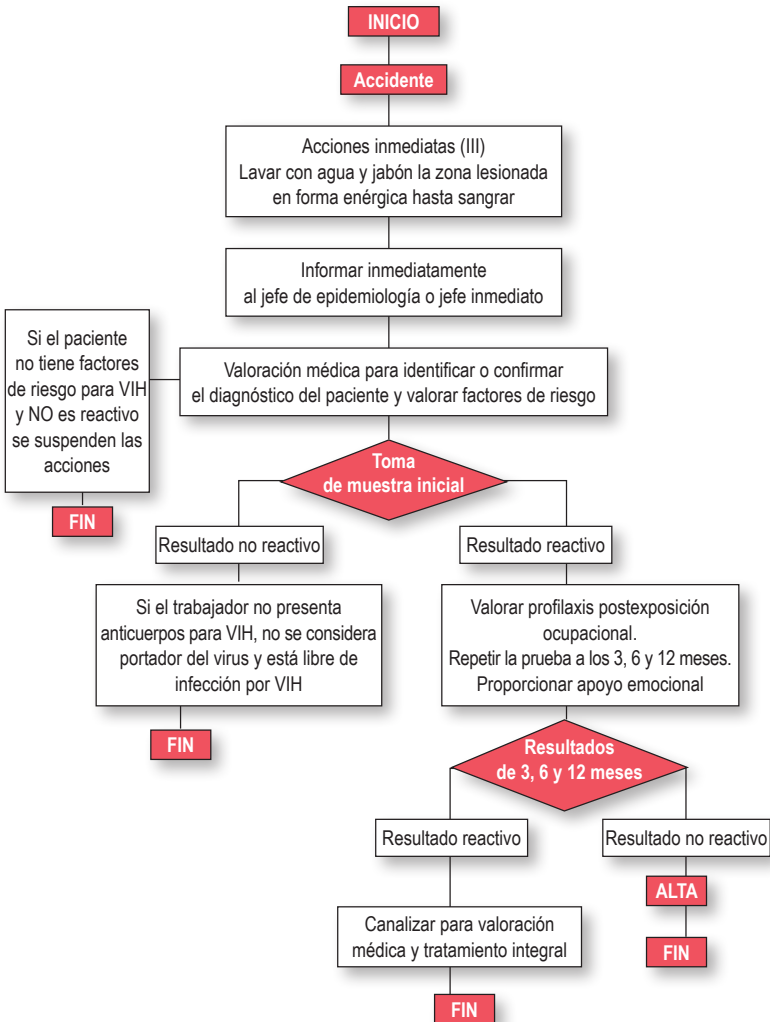 INICIO
Accidente
Acciones inmediatas (III)
Lavar con agua y jabón la zona lesionada
en forma enérgica hasta sangrar
Informar inmediatamente
al jefe de epidemiología o jefe inmediato
Si el paciente
no tiene factores
de riesgo para VIH
y NO es reactivo
se suspenden las
acciones
FIN
Valoración médica para identificar o confirmar
el diagnóstico del paciente y valorar factores de riesgo
Toma
de muestra inicial
Resultado no reactivo
Resultado reactivo
Si el trabajador no presenta
anticuerpos para VIH, no se considera
portador del virus y está libre de
infección por VIH
FIN
Valorar profilaxis postexposición
ocupacional.
Repetir la prueba a los 3, 6 y 12 meses.
Proporcionar apoyo emocional
Resultados
de 3, 6 y 12 meses
Resultado reactivo
Resultado no reactivo
Canalizar para valoración
médica y tratamiento integral
FIN
ALTA
FIN